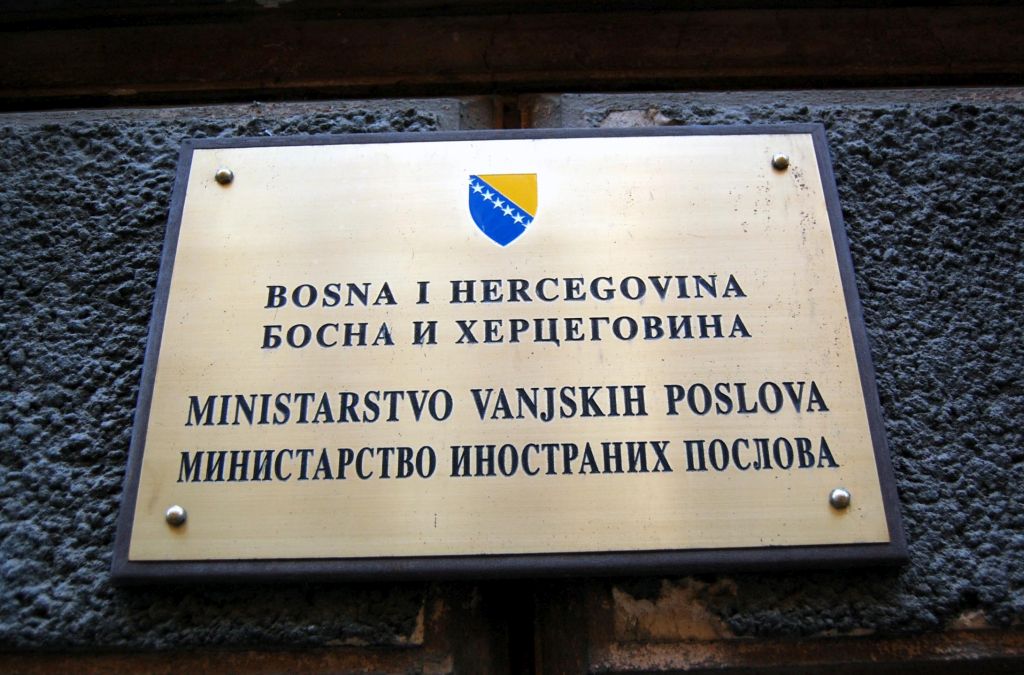 BOSNA I HERCEGOVINA
БОСНА И ХЕРЦЕГОВИНА
MINISTARSTVO VANJSKIH POSLOVA
МИНИСТАРСТВО ИНОСТРАНИХ ПОСЛОВА